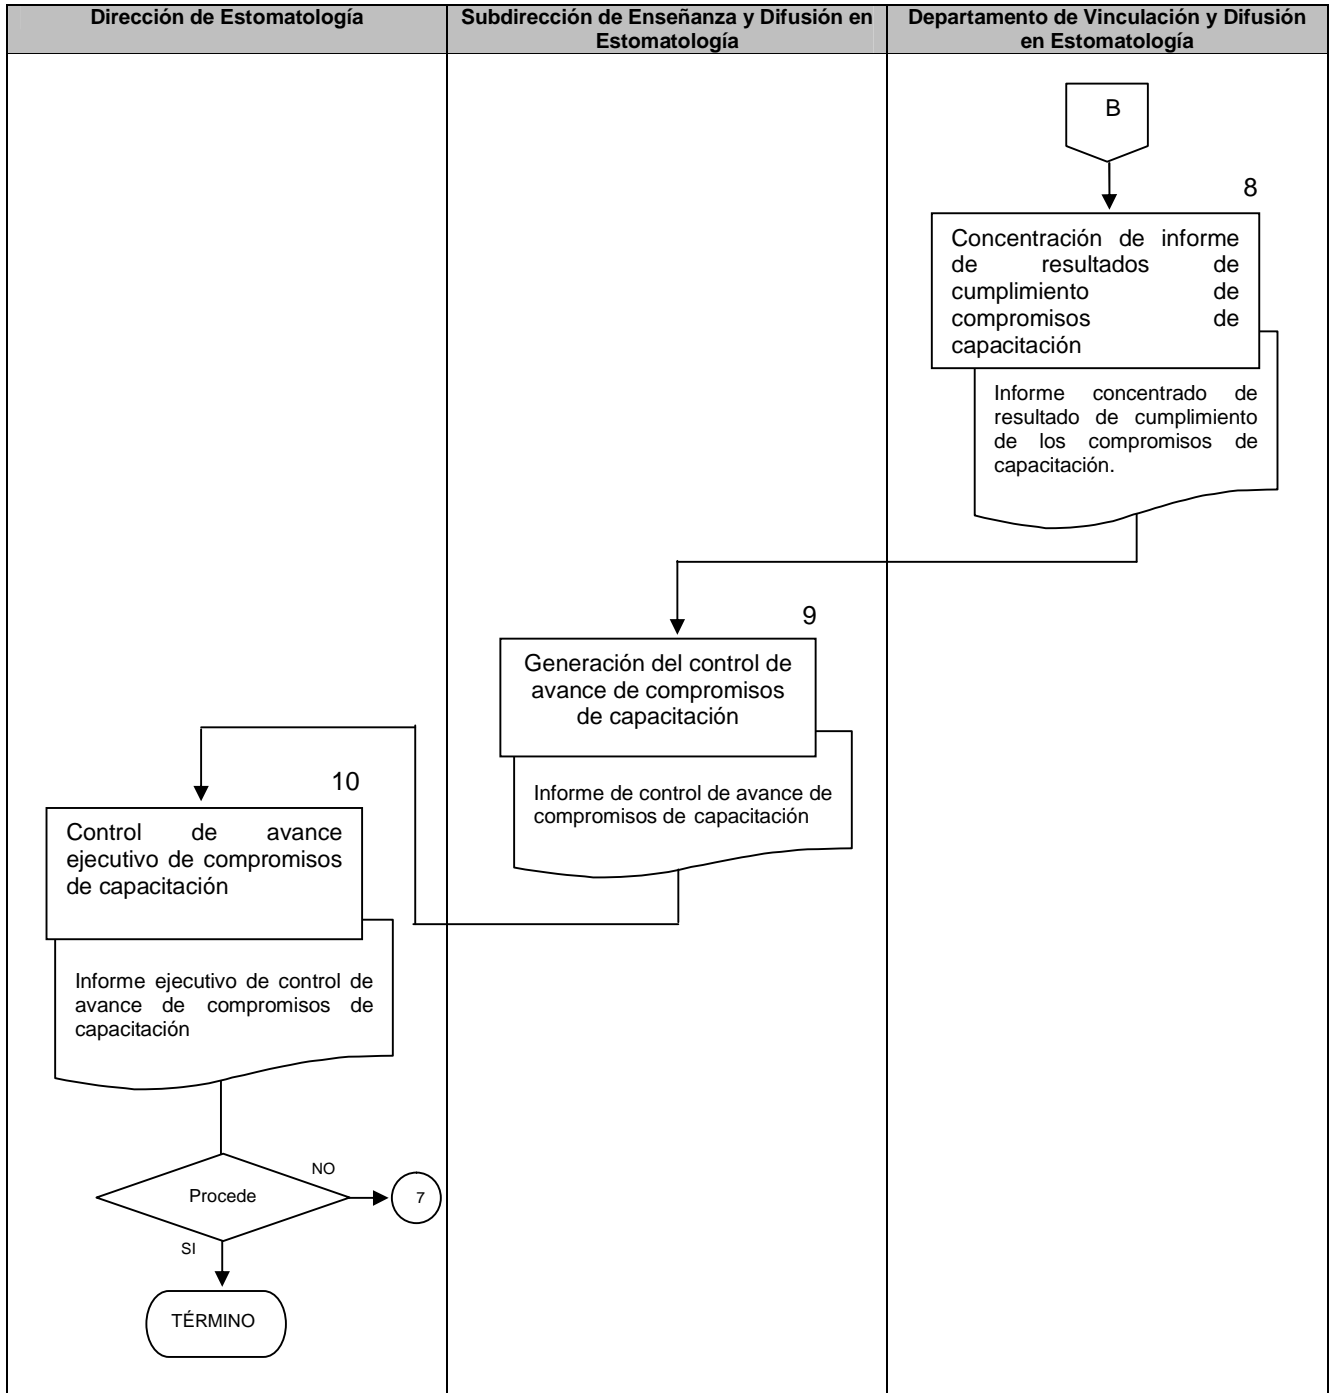 Dirección de Estomatología
Subdirección de Enseñanza y Difusión en
Estomatología
Departamento de Vinculación y Difusión
en Estomatología
B
8
Concentración de informe
de resultados de
cumplimiento de
compromisos de
capacitación
Informe concentrado de
resultado de cumplimiento
de los compromisos de
capacitación.
9
Generación del control de
avance de compromisos
de capacitación
Informe de control de avance de
compromisos de capacitación
10
Control de avance
ejecutivo de compromisos
de capacitación
Informe ejecutivo de control de
avance de compromisos de
capacitación
Procede
NO
7
SI
TÉRMINO